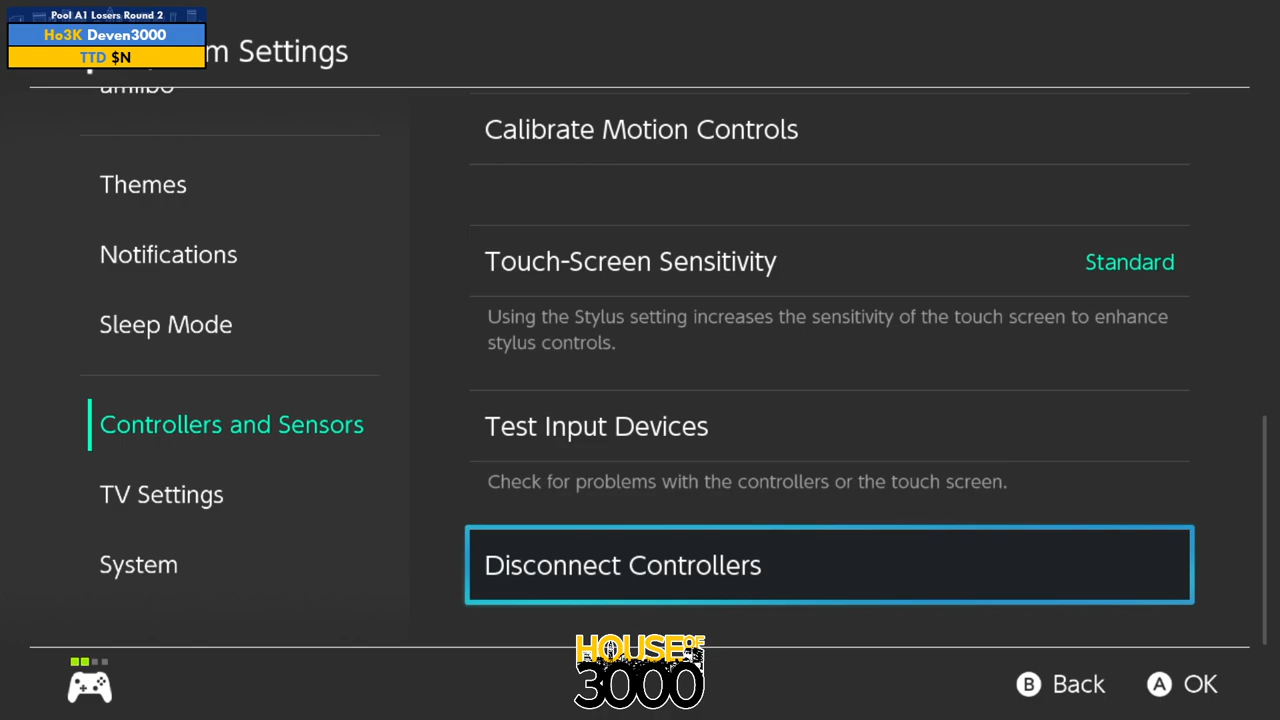 Pool A1 Losers Round 2
Ho3K Deven3000
TTD $N
m Settings
amiibo
Themes
Notifications
Sleep Mode
Controllers and Sensors
TV Settings
System
Calibrate Motion Controls
Touch-Screen Sensitivity Standard
Using the Stylus setting increases the sensitivity of the touch screen to enhance
stylus controls.
Test Input Devices
Check for problems with the controllers or the touch screen.
Disconnect Controllers
HOUSE OF
3000
B Back A OK